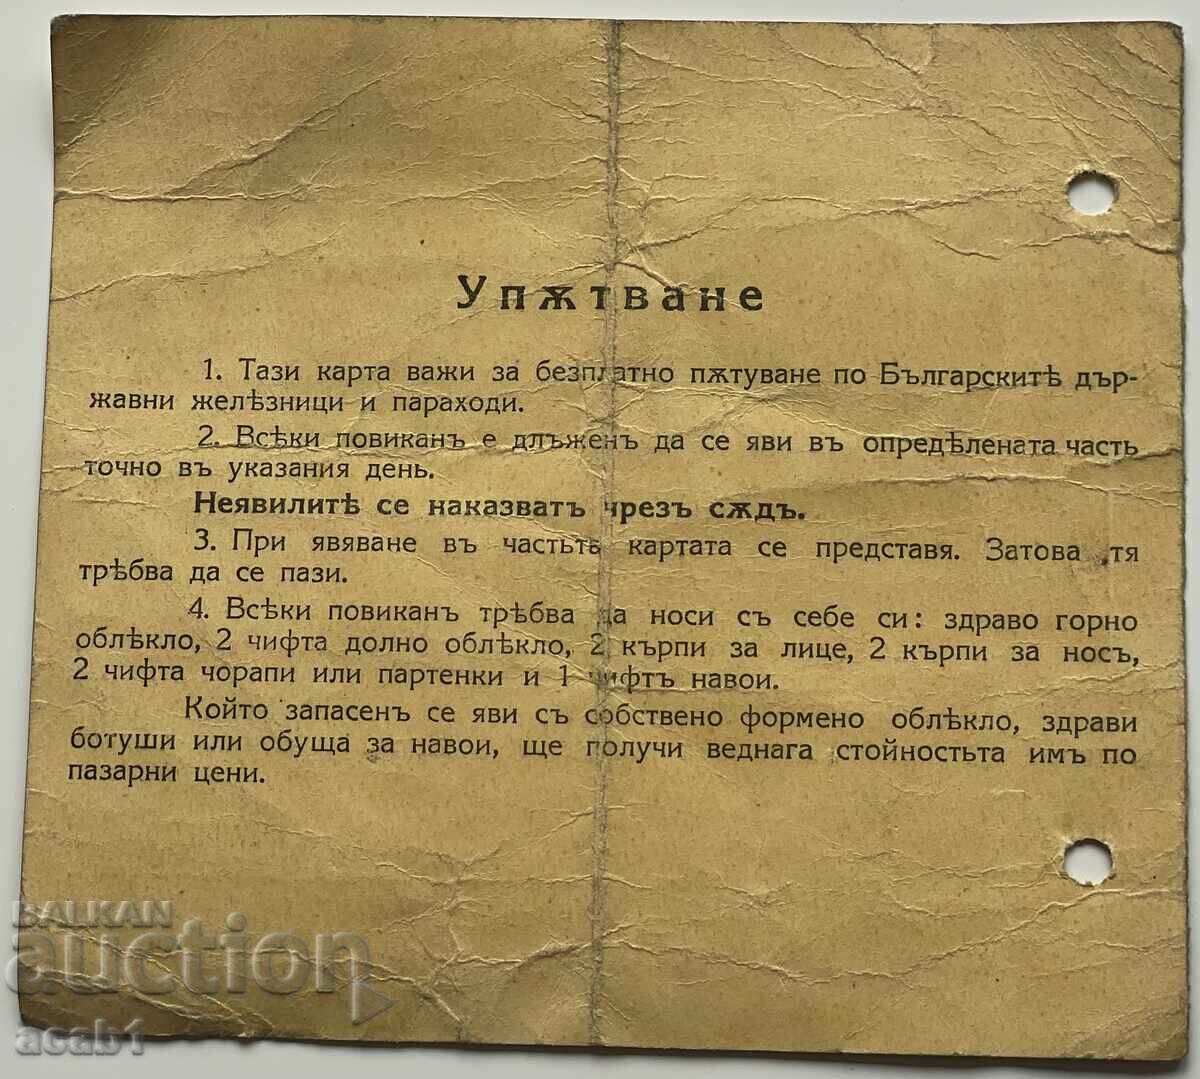 Упѫтване
1. Тази карта важи за безплатно пѫтуване по Българскитѣ дър-
жавни желѣзници и параходи.
2. Всѣки повиканъ е длъженъ да се яви въ опредѣлената часть
точно въ указания день.
Неявилитѣ се наказватъ чрезъ сѫдъ.
3. При явяване въ частьта картата се представя. Затова тя
трѣбва да се пази.
4. Всѣки повиканъ трѣбва да носи съ себе си: здраво горно
облѣкло, 2 чифта долно облѣкло, 2 кърпи за лице, 2 кърпи за носъ,
2 чифта чорапи или партенки и 1 чифтъ навои.
Който запасенъ се яви съ собствено формено облѣкло, здрави
ботуши или обуща за навои, ще получи веднага стойностьта имъ по
пазарни цени.
BALKAN
auction
acab1